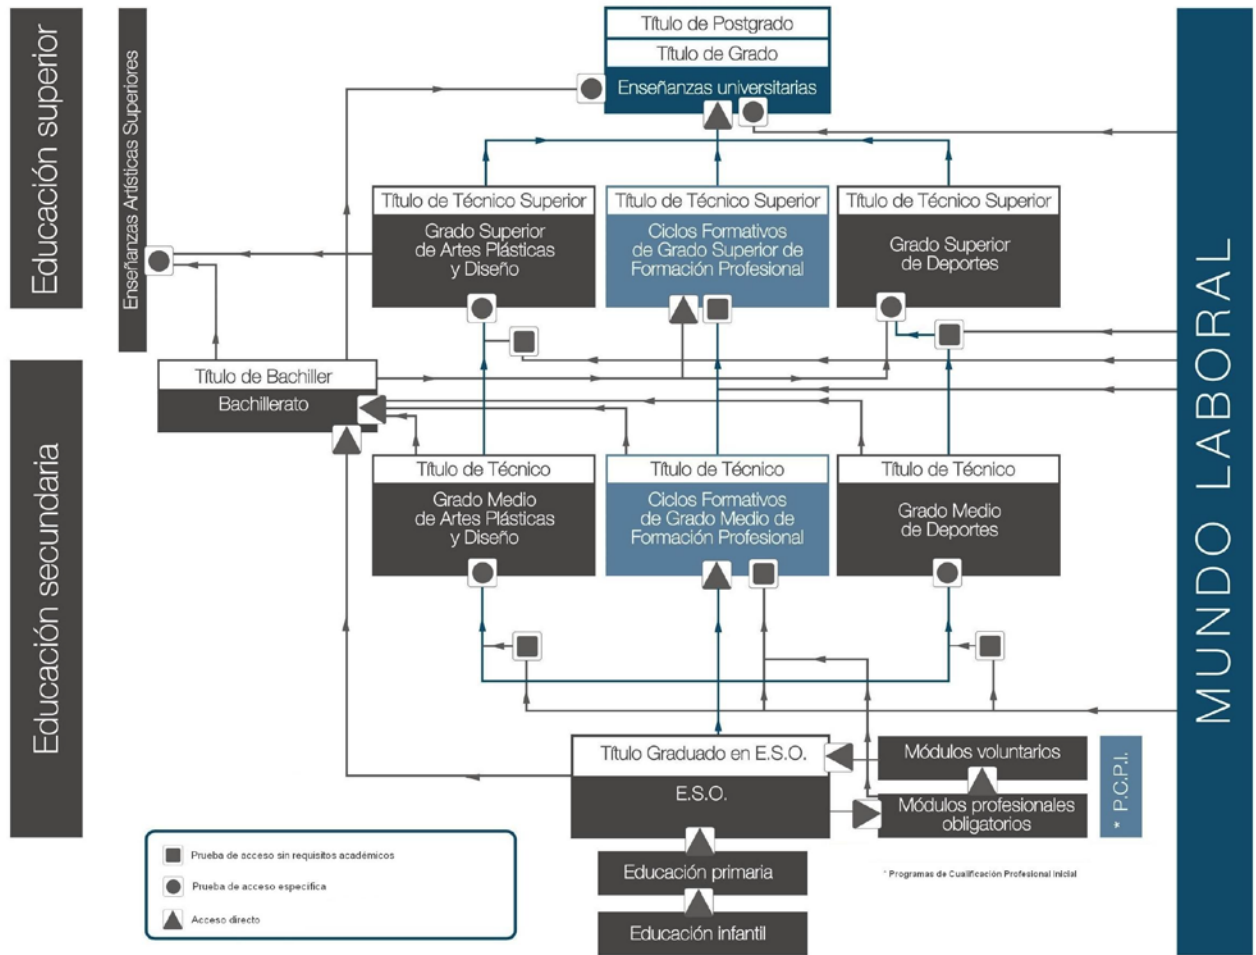 Educación superior
Enseñanzas Artísticas Superiores
Título de Postgrado
Título de Grado
Enseñanzas universitarias
Título de Técnico Superior
Grado Superior
de Artes Plásticas
y Diseño
Título de Técnico Superior
Ciclos Formativos
de Grado Superior de
Formación Profesional
Título de Técnico Superior
Grado Superior
de Deportes
MUNDO LABORAL
Educación secundaria
Título de Bachiller
Bachillerato
Título de Técnico
Grado Medio
de Artes Plásticas
y Diseño
Título de Técnico
Ciclos Formativos
de Grado Medio de
Formación Profesional
Título de Técnico
Grado Medio
de Deportes
Título Graduado en E.S.O.
E.S.O.
Módulos voluntarios
Módulos profesionales
obligatorios
* P.C.P.I.
Educación primaria
Educación infantil
* Programas de Cualificación Profesional Inicial
Prueba de acceso sin requisitos académicos
Prueba de acceso específica
Acceso directo